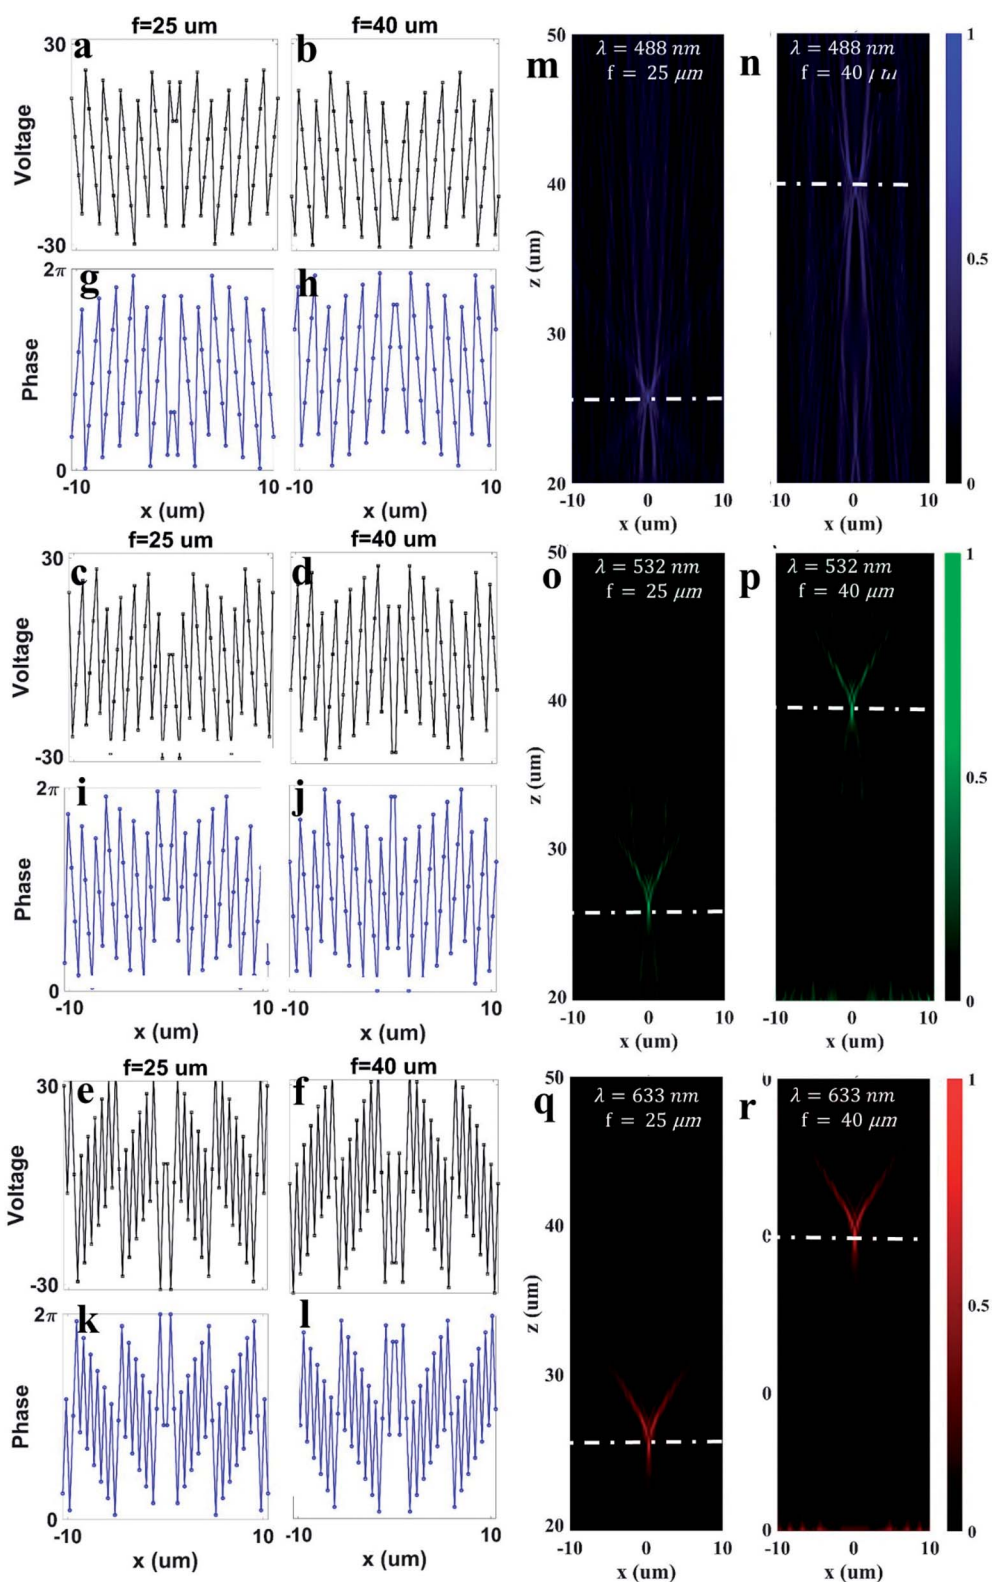 f=25 um
f=40 um
a
b
30
Voltage
-30
g
h
2π
Phase
0
-10
10
-10
10
x (um)
x (um)
m
n
λ = 488 nm
f = 25 μm
λ = 488 nm
f = 40
50
40
30
20
z (um)
-10
0
10
-10
0
10
x (um)
x (um)
1
0.5
0
f=25 um
f=40 um
c
d
30
Voltage
-30
i
j
2π
Phase
0
-10
10
-10
10
x (um)
x (um)
o
p
λ = 532 nm
f = 25 μm
λ = 532 nm
f = 40 μm
50
40
30
20
z (um)
-10
0
10
-10
0
10
x (um)
x (um)
1
0.5
0
f=25 um
f=40 um
e
f
30
Voltage
-30
k
l
2π
Phase
0
-10
10
-10
10
x (um)
x (um)
q
r
λ = 633 nm
f = 25 μm
λ = 633 nm
f = 40 μm
50
40
30
20
z (um)
0
0
0
0
-10
0
10
-10
0
10
x (um)
x (um)
1
0.5
0